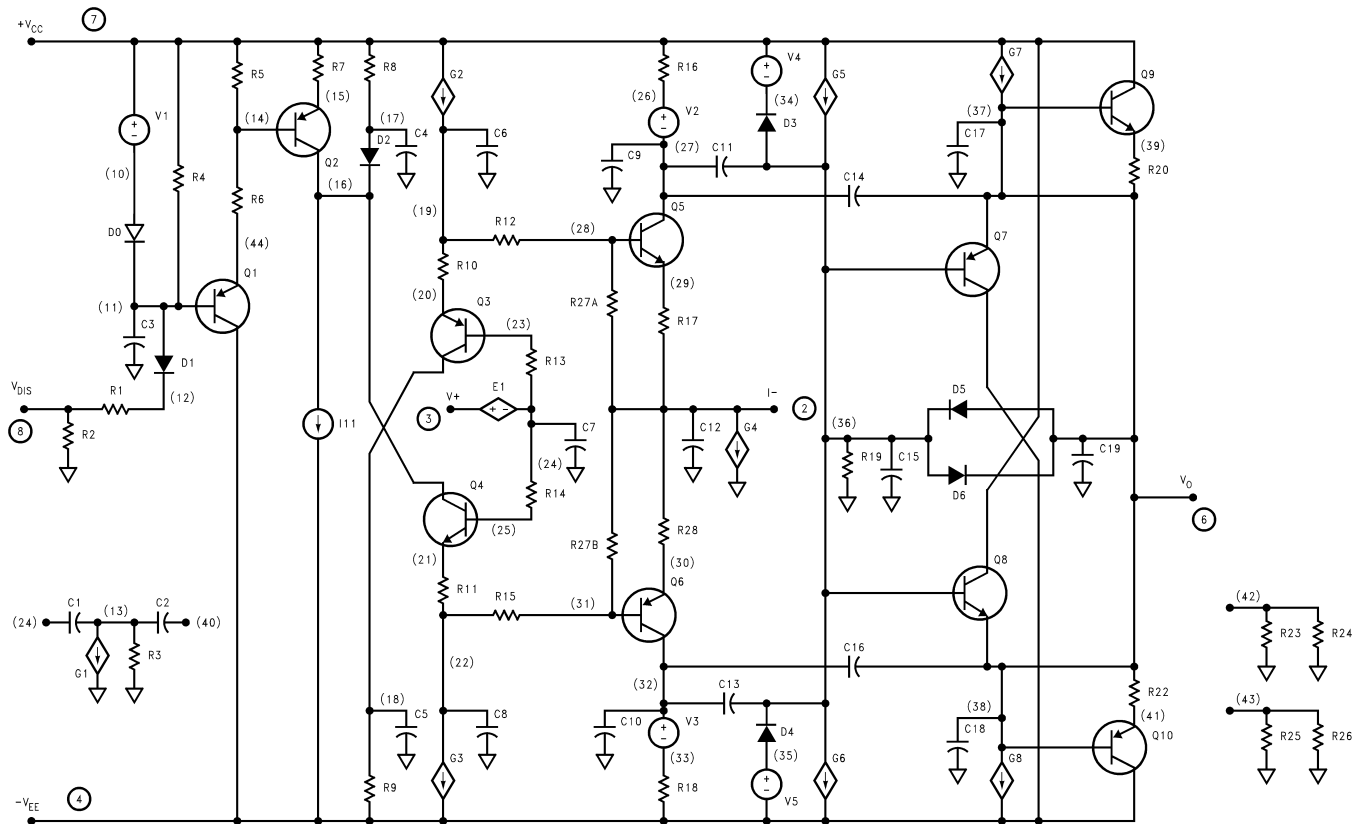 7
+VCC
V1
(10)
D0
(11)
C3
R4
R5
(14)
R6
(44)
Q1
D1
(12)
VDIS
R1
8
R2
R7
(15)
Q2
(16)
I11
R8
(17)
D2
C4
G2
C6
(19)
R12
(28)
R10
(20)
Q3
(23)
R13
V+
E1
3
C7
(24)
R14
Q4
(25)
(21)
R11
R15
(31)
(22)
(18)
C5
C8
R9
G3
(24)
C1
(13)
C2
(40)
G1
R3
-VEE
4
R16
(26)
V2
C9
(27)
C11
V4
(34)
D3
G5
C14
Q5
(29)
R27A
R17
I-
2
C12
G4
R27B
R28
(30)
Q6
(32)
C13
C16
C10
V3
(33)
R18
D4
(35)
V5
G6
G7
(37)
C17
Q9
(39)
R20
Q7
D5
(36)
R19
C15
C19
D6
VO
6
Q8
R22
(38)
C18
(41)
Q10
G8
(42)
R23
R24
(43)
R25
R26